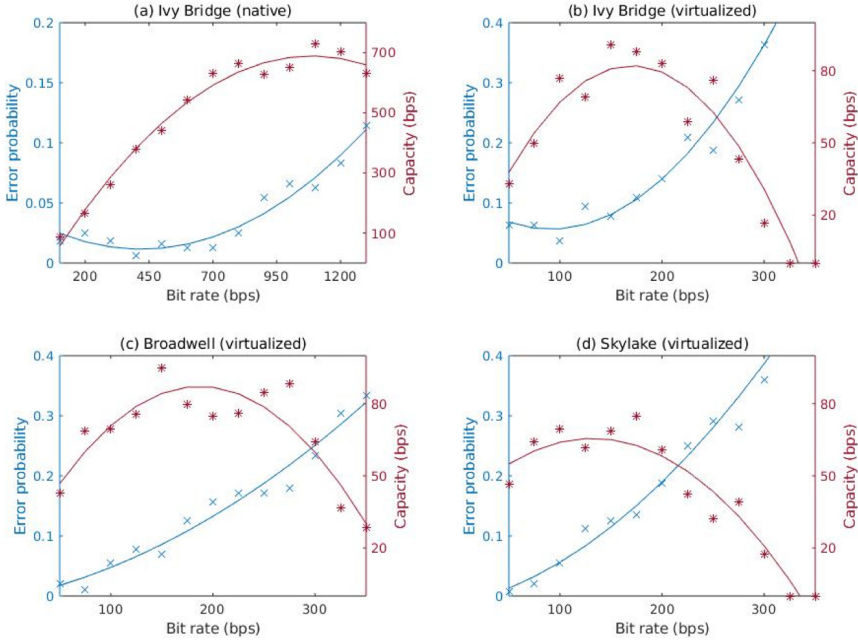 (a) Ivy Bridge (native)
0.2
0.15
0.1
0.05
0
Error probability
700
500
300
100
Capacity (bps)
200 450 700 950 1200
Bit rate (bps)
(b) Ivy Bridge (virtualized)
0.4
0.3
0.2
0.1
0
Error probability
80
50
20
Capacity (bps)
100 200 300
Bit rate (bps)
(c) Broadwell (virtualized)
0.4
0.3
0.2
0.1
0
Error probability
80
50
20
Capacity (bps)
100 200 300
Bit rate (bps)
(d) Skylake (virtualized)
0.4
0.3
0.2
0.1
0
Error probability
80
50
20
Capacity (bps)
100 200 300
Bit rate (bps)